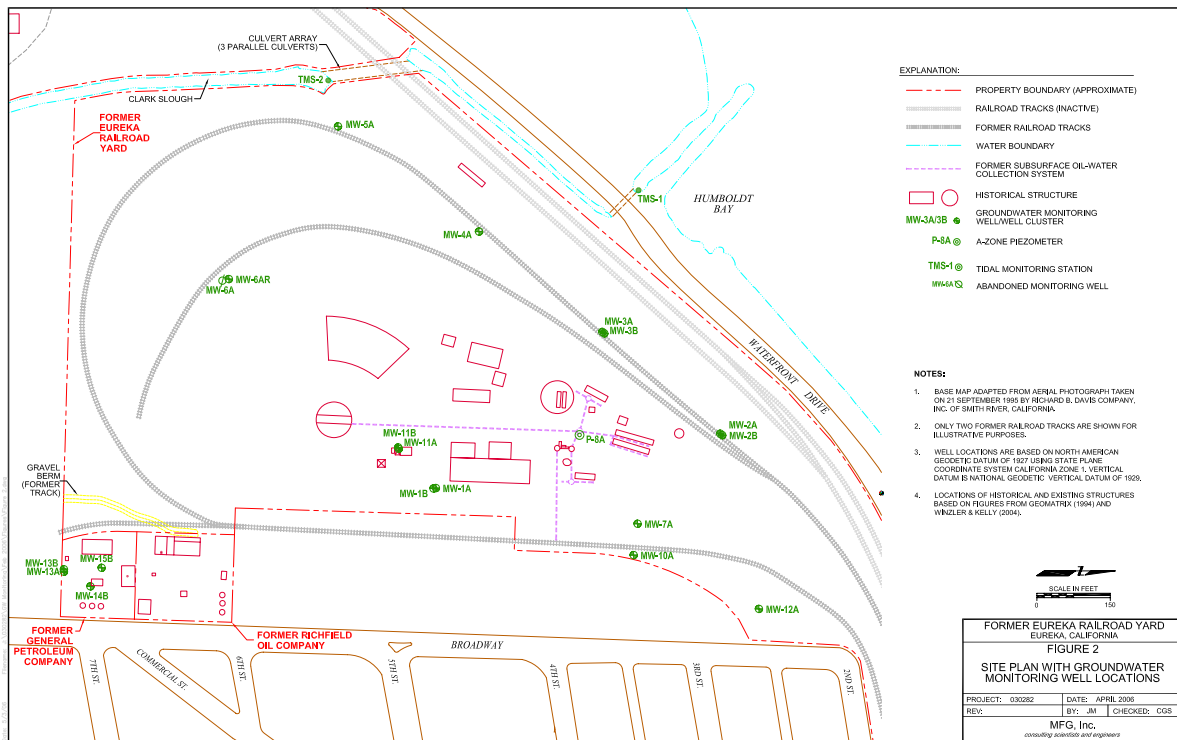 CULVERT ARRAY
(3 PARALLEL CULVERTS)
TMS-2
CLARK SLOUGH
FORMER
EUREKA
RAILROAD
YARD
MW-5A
TMS-1
HUMBOLDT
BAY
MW-4A
MW-6AR
MW-6A
MW-3A
MW-3B
WATERFRONT
DRIVE
MW-2A
MW-2B
MW-11B
MW-11A
P-8A
GRAVEL
BERM
(FORMER
TRACK)
MW-1B
MW-1A
MW-7A
MW-10A
MW-13B
MW-13A
MW-15B
MW-14B
MW-12A
FORMER
GENERAL
PETROLEUM
COMPANY
FORMER RICHFIELD
OIL COMPANY
BROADWAY
7TH ST.
COMMERCIAL ST.
6TH ST.
5TH ST.
4TH ST.
3RD ST.
2ND ST.
EXPLANATION:
PROPERTY BOUNDARY (APPROXIMATE)
RAILROAD TRACKS (INACTIVE)
FORMER RAILROAD TRACKS
WATER BOUNDARY
FORMER SUBSURFACE OIL-WATER
COLLECTION SYSTEM
HISTORICAL STRUCTURE
MW-3A/3B GROUNDWATER MONITORING
WELL/WELL CLUSTER
P-8A A-ZONE PIEZOMETER
TMS-1 TIDAL MONITORING STATION
MW-6A ABANDONED MONITORING WELL
NOTES:
1. BASE MAP ADAPTED FROM AERIAL PHOTOGRAPH TAKEN
ON 21 SEPTEMBER 1995 BY RICHARD B. DAVIS COMPANY,
INC. OF SMITH RIVER, CALIFORNIA.
2. ONLY TWO FORMER RAILROAD TRACKS ARE SHOWN FOR
ILLUSTRATIVE PURPOSES.
3. WELL LOCATIONS ARE BASED ON NORTH AMERICAN
GEODETIC DATUM OF 1927 USING STATE PLANE
COORDINATE SYSTEM CALIFORNIA ZONE 1. VERTICAL
DATUM IS NATIONAL GEODETIC VERTICAL DATUM OF 1929.
4. LOCATIONS OF HISTORICAL AND EXISTING STRUCTURES
BASED ON FIGURES FROM GEOMATRIX (1994) AND
WINZLER & KELLY (2004).
SCALE IN FEET
0 150
FORMER EUREKA RAILROAD YARD
EUREKA, CALIFORNIA
FIGURE 2
SITE PLAN WITH GROUNDWATER
MONITORING WELL LOCATIONS
PROJECT: 030282 DATE: APRIL 2006
REV: BY: JM CHECKED: CGS
MFG, Inc.
consulting scientists and engineers